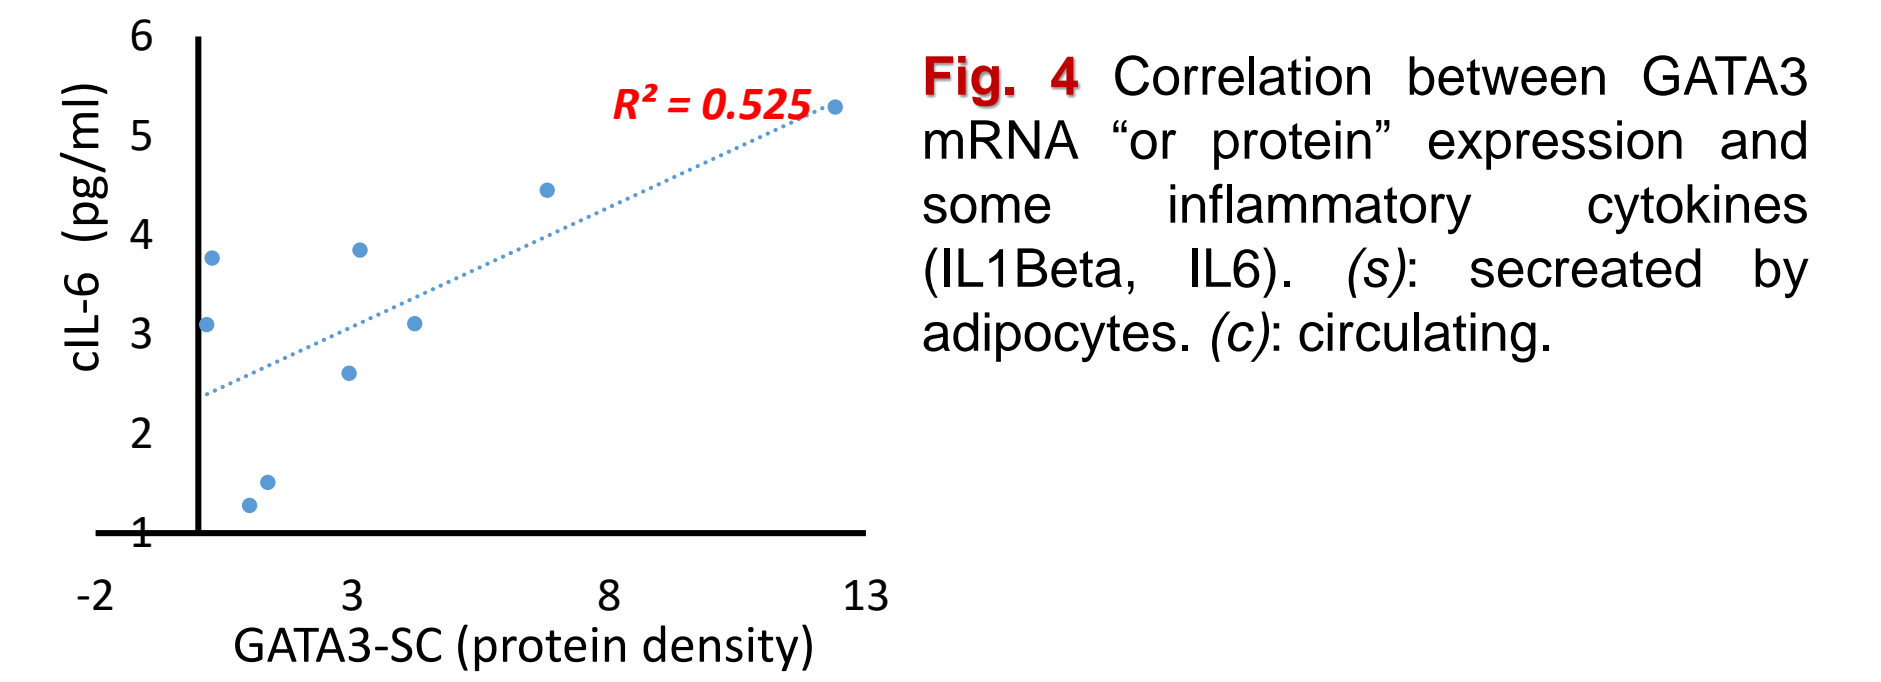 6
5
4
3
2
1
-2 3 8 13
cIL-6 (pg/ml)
GATA3-SC (protein density)
R² = 0.525
Fig. 4 Correlation between GATA3
mRNA “or protein” expression and
some inflammatory cytokines
(IL1Beta, IL6). (s): secreated by
adipocytes. (c): circulating.